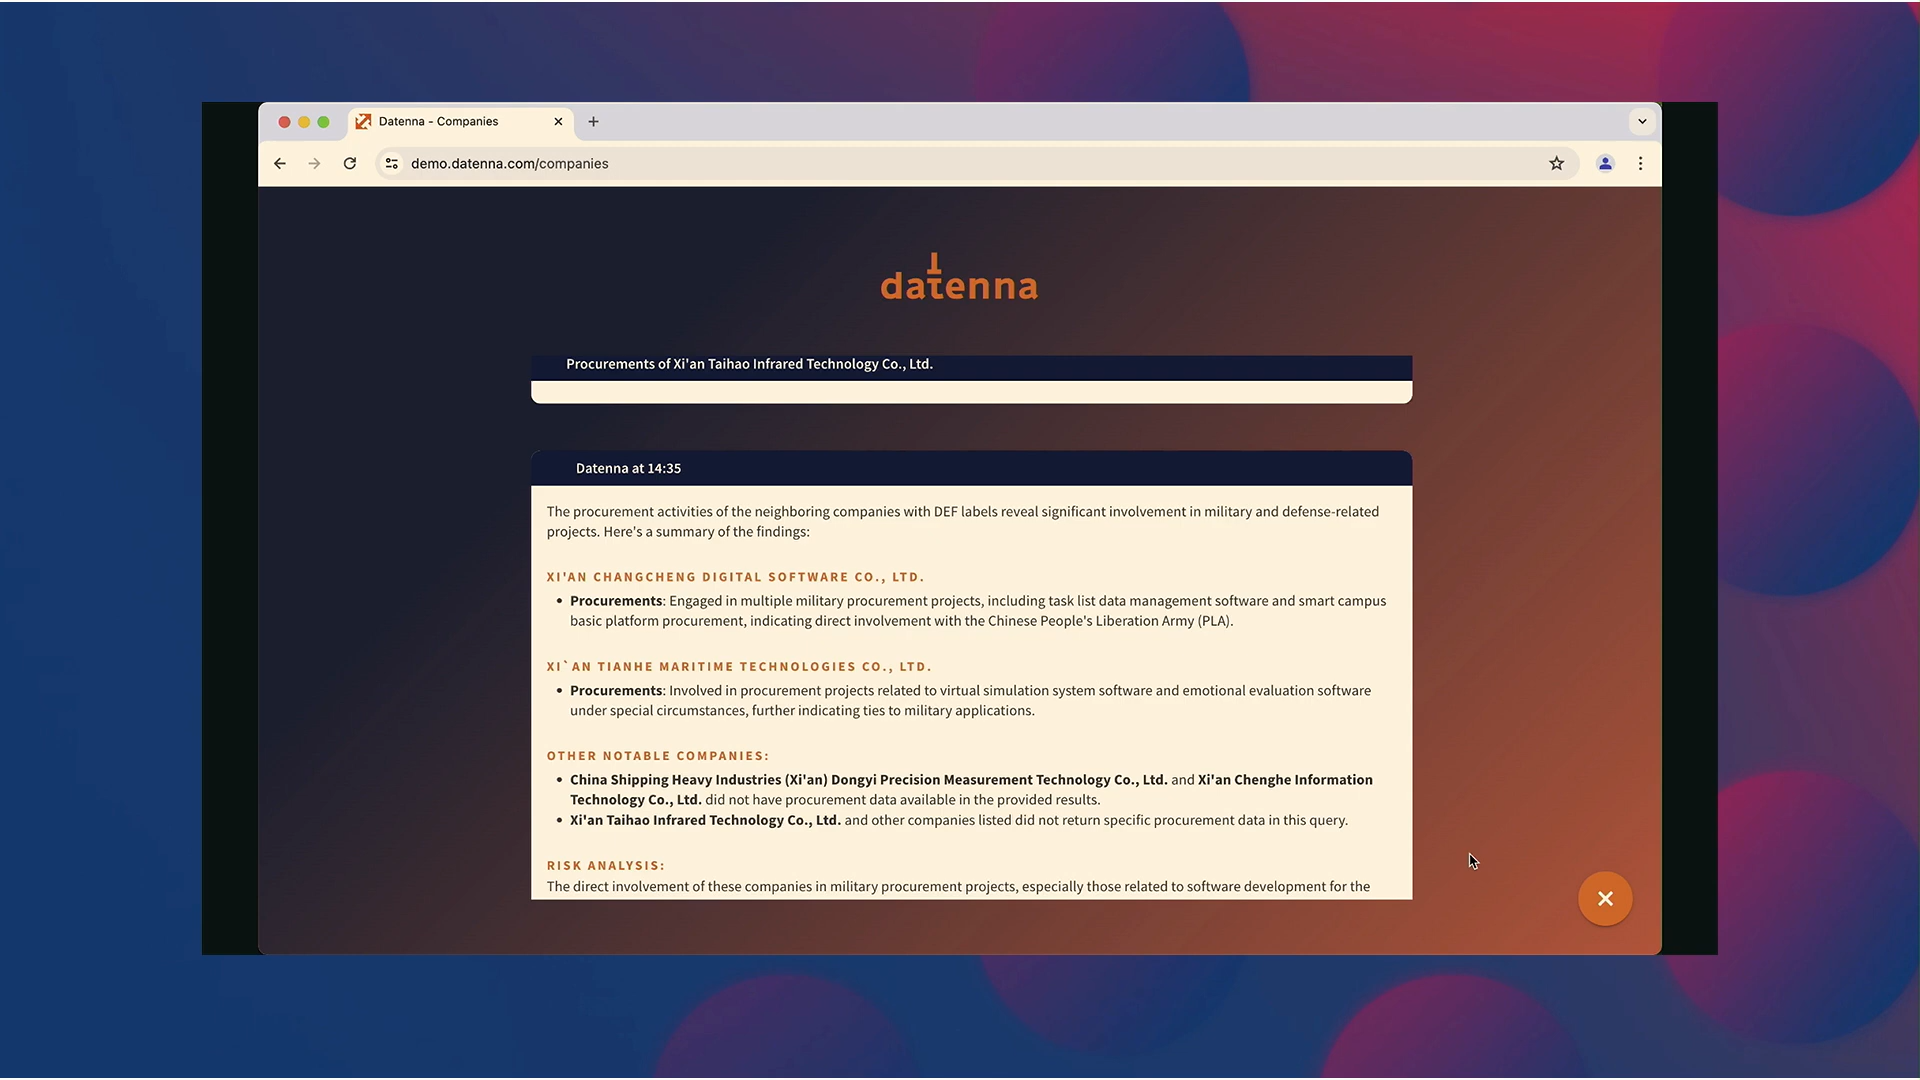 Datenna - Companies
demo.datenna.com/companies
datenna
Procurements of Xi'an Taihao Infrared Technology Co., Ltd.
Datenna at 14:35
The procurement activities of the neighboring companies with DEF labels reveal significant involvement in military and defense-related
projects. Here's a summary of the findings:
XI'AN CHANGCHENG DIGITAL SOFTWARE CO., LTD.
• Procurements: Engaged in multiple military procurement projects, including task list data management software and smart campus
basic platform procurement, indicating direct involvement with the Chinese People's Liberation Army (PLA).
XI`AN TIANHE MARITIME TECHNOLOGIES CO., LTD.
• Procurements: Involved in procurement projects related to virtual simulation system software and emotional evaluation software
under special circumstances, further indicating ties to military applications.
OTHER NOTABLE COMPANIES:
• China Shipping Heavy Industries (Xi'an) Dongyi Precision Measurement Technology Co., Ltd. and Xi'an Chenghe Information
Technology Co., Ltd. did not have procurement data available in the provided results.
• Xi'an Taihao Infrared Technology Co., Ltd. and other companies listed did not return specific procurement data in this query.
RISK ANALYSIS:
The direct involvement of these companies in military procurement projects, especially those related to software development for the